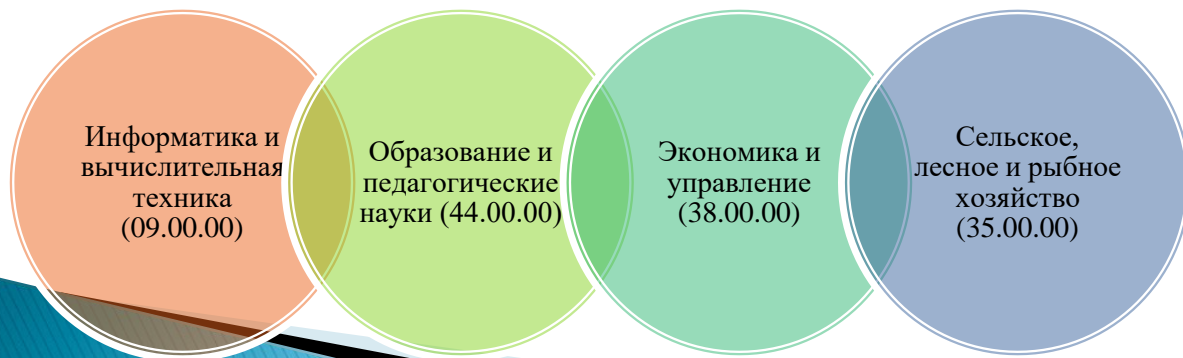 Информатика и
вычислительная
техника
(09.00.00)
Образование и
педагогические
науки (44.00.00)
Экономика и
управление
(38.00.00)
Сельское,
лесное и рыбное
хозяйство
(35.00.00)